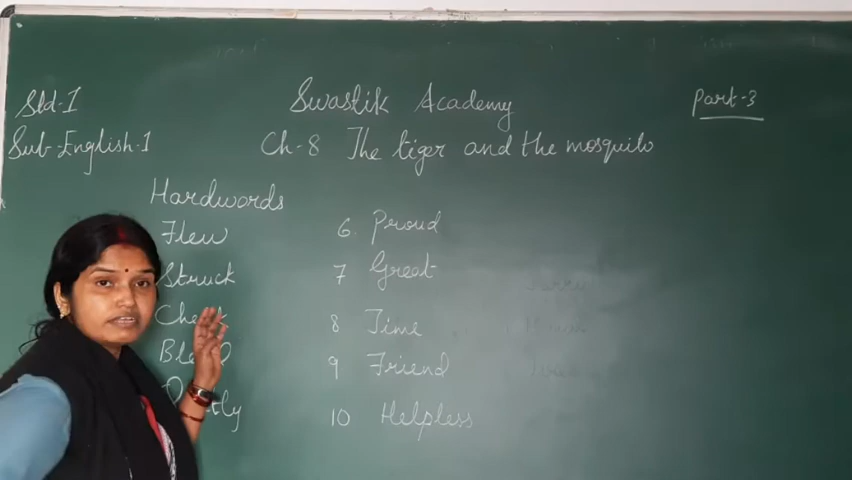 Std-1 Swastik Academy Part-3
Sub-English-1 Ch-8 The tiger and the mosquito
Hardwords
Flew 6. Proud
Struck 7 Great
8 Time
9 Friend
10 Helpless